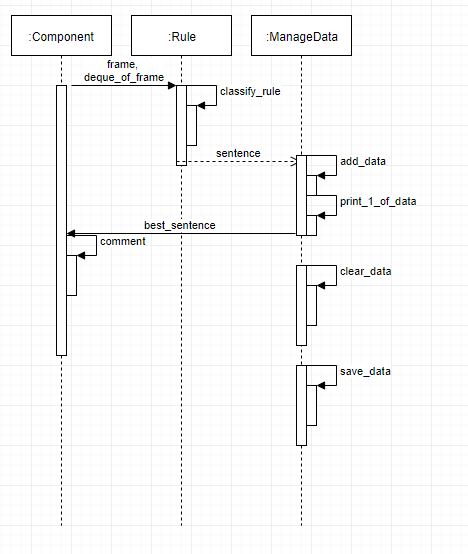 :Component
:Rule
:ManageData
frame,
deque_of_frame
classify_rule
sentence
add_data
print_1_of_data
best_sentence
comment
clear_data
save_data